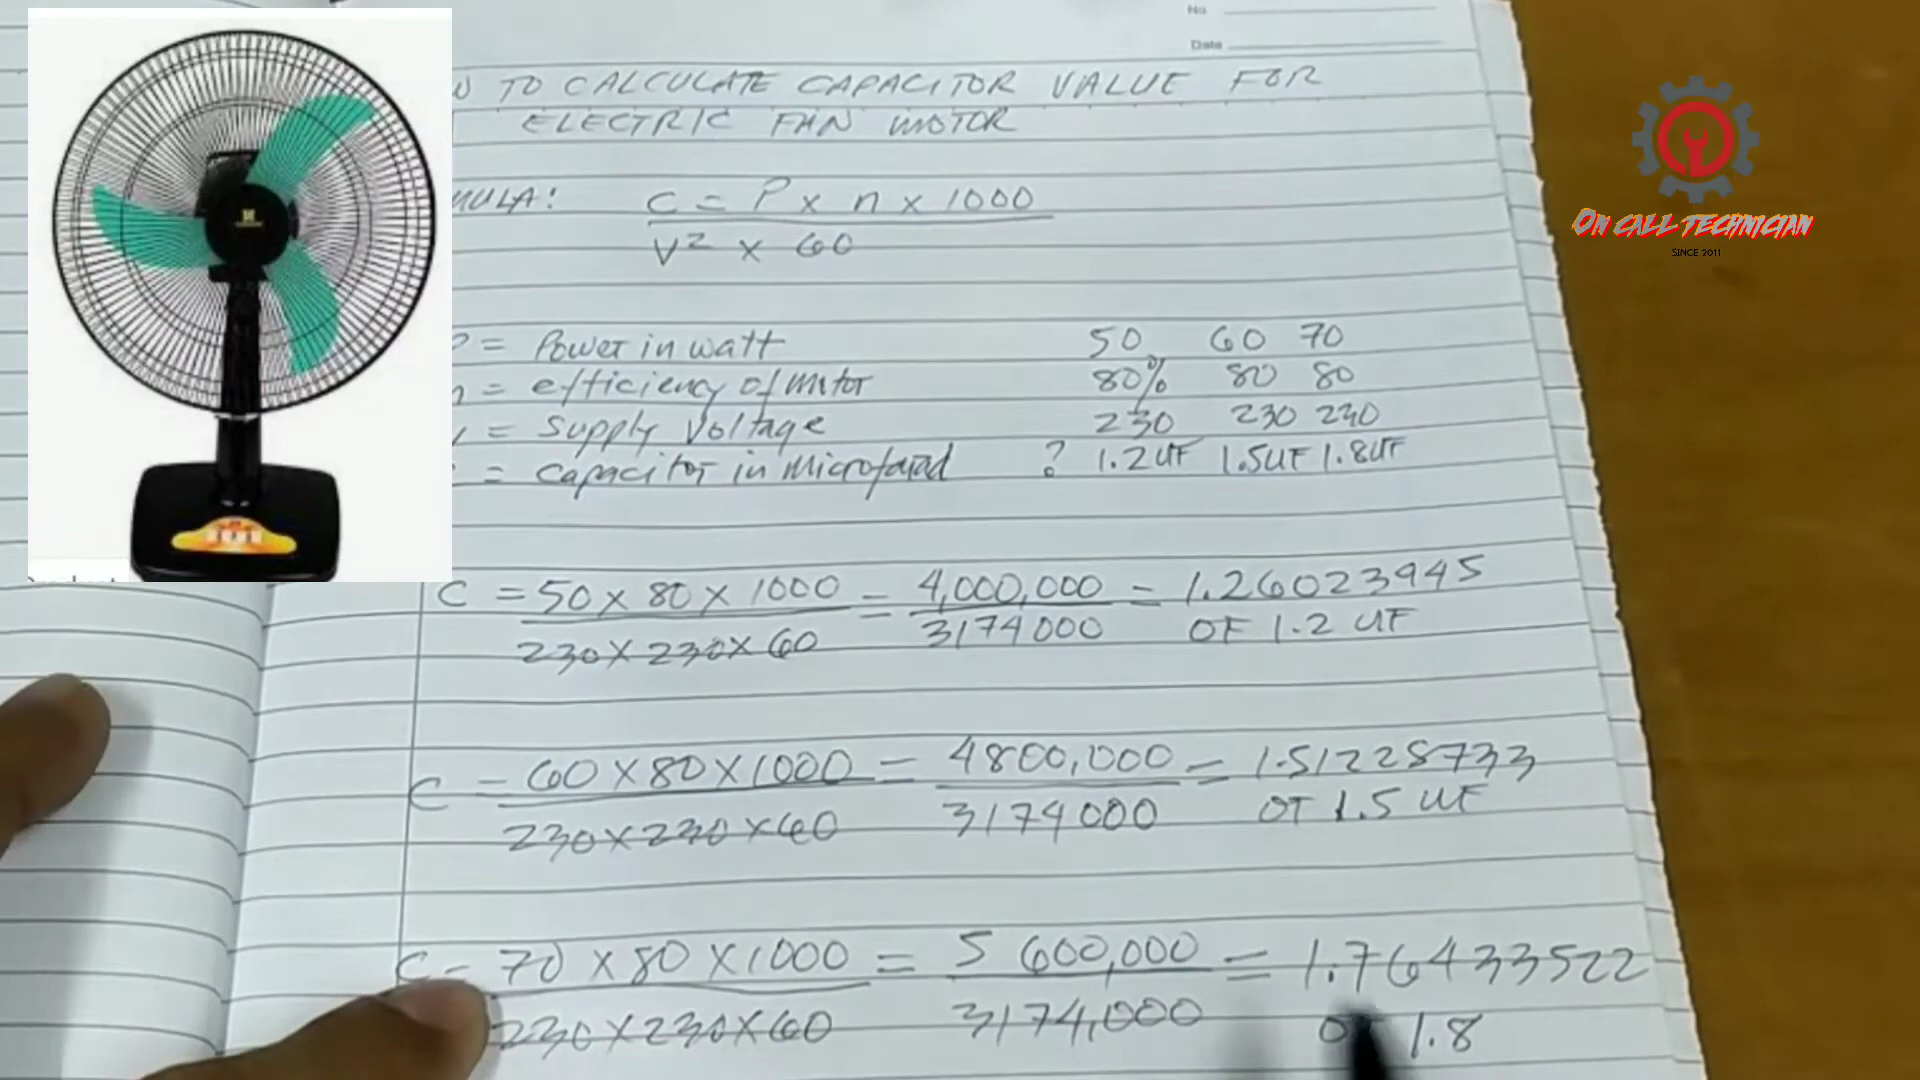 No
Date
TO CALCULATE CAPACITOR VALUE FOR
ELECTRIC FAN MOTOR
MULA: C = P x n x 1000
V² x 60
= Power in watt 50 60 70
= efficiency of motor 80% 80 80
= Supply Voltage 230 230 230
= capacitor in microfarad ? 1.2 UF 1.5UF 1.8UF
C = 50 x 80 x 1000 = 4,000,000 = 1.26023945
230 x 230 x 60 3174000 OF 1.2 UF
C = 60 x 80 x 1000 = 4800,000 = 1.51228733
230 x 230 x 60 3174000 OT 1.5 UF
C = 70 x 80 x 1000 = 5 600,000 = 1.76433522
230 x 230 x 60 3174,000 1.8
ON CALL TECHNICIAN
SINCE 2011